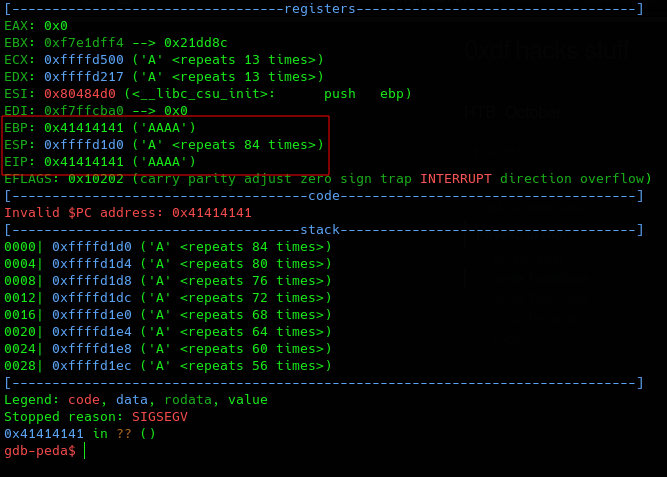 [----------------------------------registers-----------------------------------]
EAX: 0x0
EBX: 0xf7e1dff4 --> 0x21dd8c
ECX: 0xffffd500 ('A' <repeats 13 times>)
EDX: 0xffffd217 ('A' <repeats 13 times>)
ESI: 0x80484d0 (<__libc_csu_init>: push ebp)
EDI: 0xf7ffcba0 --> 0x0
EBP: 0x41414141 ('AAAA')
ESP: 0xffffd1d0 ('A' <repeats 84 times>)
EIP: 0x41414141 ('AAAA')
EFLAGS: 0x10202 (carry parity adjust zero sign trap INTERRUPT direction overflow)
[-------------------------------------code-------------------------------------]
Invalid $PC address: 0x41414141
[------------------------------------stack-------------------------------------]
0000| 0xffffd1d0 ('A' <repeats 84 times>)
0004| 0xffffd1d4 ('A' <repeats 80 times>)
0008| 0xffffd1d8 ('A' <repeats 76 times>)
0012| 0xffffd1dc ('A' <repeats 72 times>)
0016| 0xffffd1e0 ('A' <repeats 68 times>)
0020| 0xffffd1e4 ('A' <repeats 64 times>)
0024| 0xffffd1e8 ('A' <repeats 60 times>)
0028| 0xffffd1ec ('A' <repeats 56 times>)
[------------------------------------------------------------------------------]
Legend: code, data, rodata, value
Stopped reason: SIGSEGV
0x41414141 in ?? ()
gdb-peda$